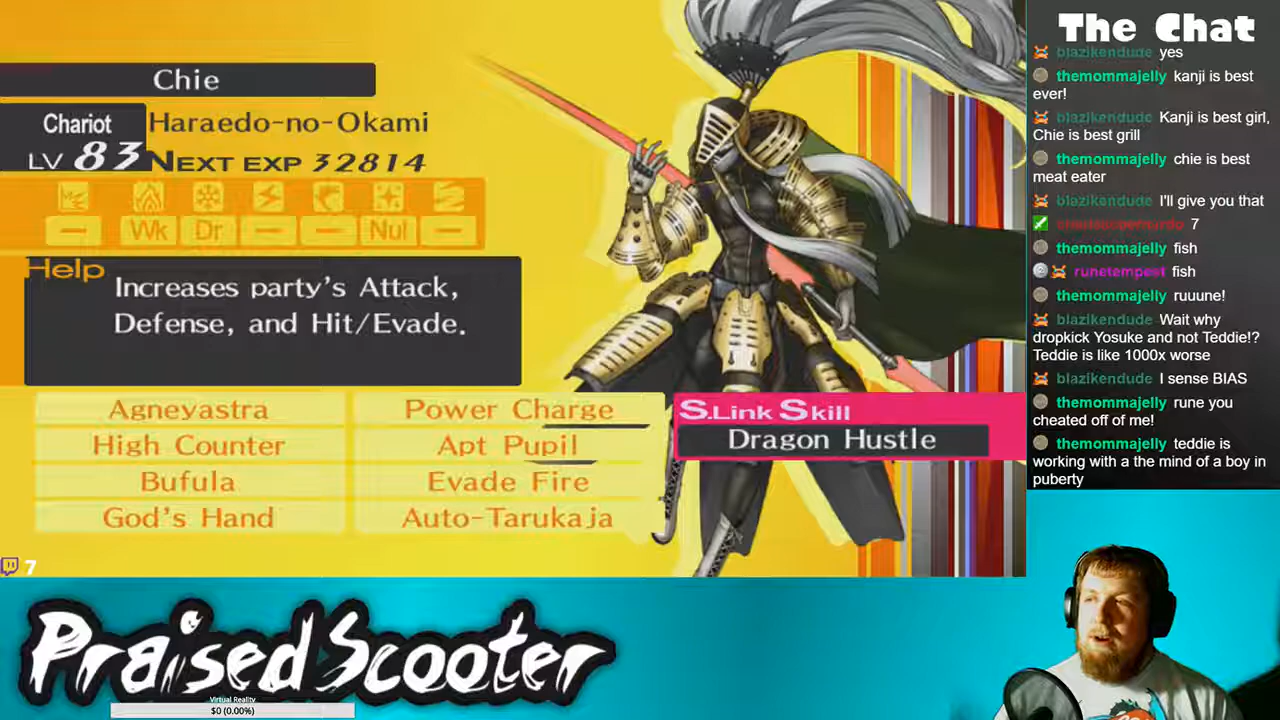 Chie
Chariot
Haraedo-no-Okami
LV 83 NEXT EXP 32814
Wk Dr Nul
Help
Increases party's Attack,
Defense, and Hit/Evade.
Agneyastra
Power Charge
High Counter
Apt Pupil
Bufula
Evade Fire
God's Hand
Auto-Tarukaja
S.Link Skill
Dragon Hustle
7
Praised Scooter
Virtual Reality
$0 (0.00%)
The Chat
blazikendude yes
themommajelly kanji is best
ever!
blazikendude Kanji is best girl,
Chie is best grill
themommajelly chie is best
meat eater
blazikendude I'll give you that
7
themommajelly fish
runetempest fish
themommajelly ruuune!
blazikendude Wait why
dropkick Yosuke and not Teddie!?
Teddie is like 1000x worse
blazikendude I sense BIAS
themommajelly rune you
cheated off of me!
themommajelly teddie is
working with a the mind of a boy in
puberty